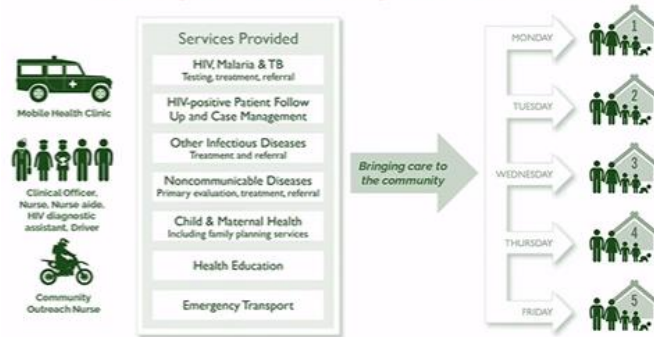 Mobile Health Clinic
Clinical Officer,
Nurse, Nurse aide,
HIV diagnostic
assistant, Driver
Community
Outreach Nurse
Services Provided
HIV, Malaria & TB
Testing, treatment, referral
HIV-positive Patient Follow
Up and Case Management
Other Infectious Diseases
Treatment and referral
Noncommunicable Diseases
Primary evaluation, treatment, referral
Child & Maternal Health
Including family planning services
Health Education
Emergency Transport
Bringing care to
the community
MONDAY
1
TUESDAY
2
WEDNESDAY
3
THURSDAY
4
FRIDAY
5